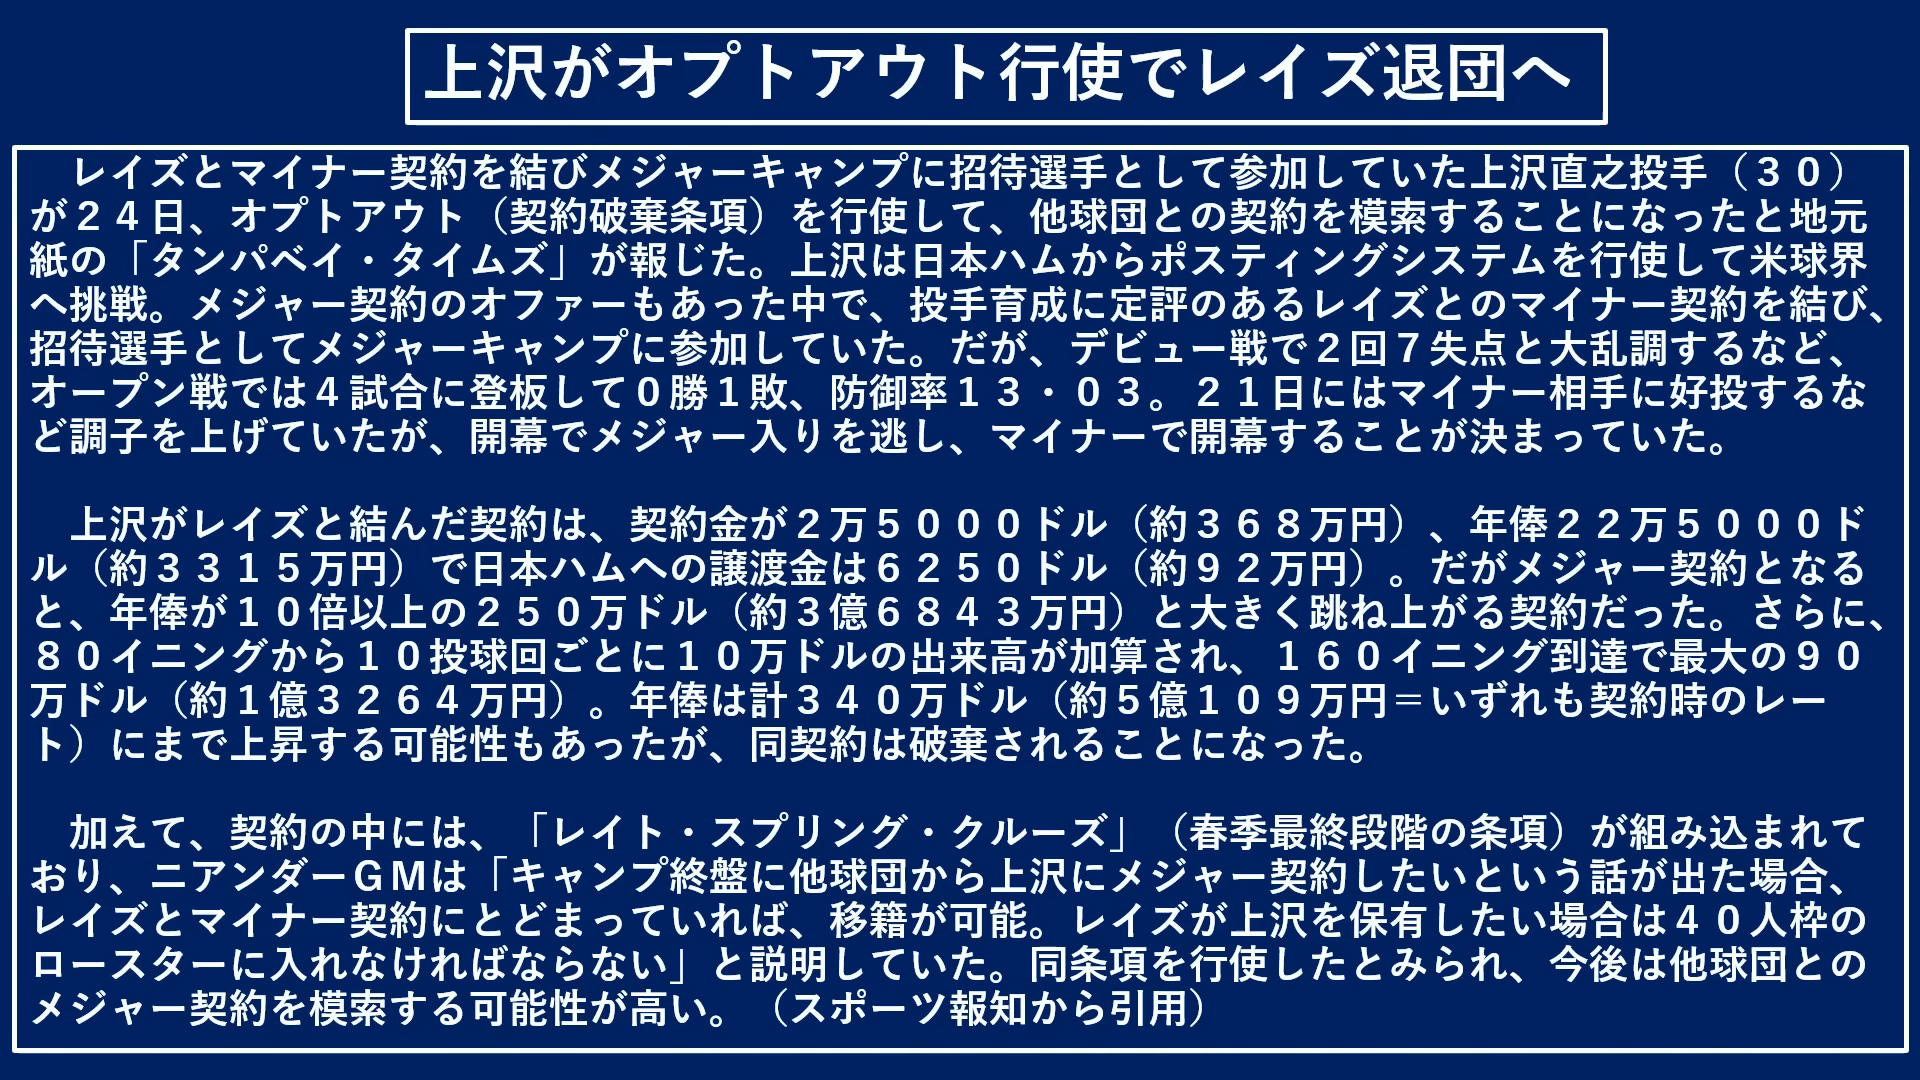 上沢がオプトアウト行使でレイズ退団へ
レイズとマイナー契約を結びメジャーキャンプに招待選手として参加していた上沢直之投手（３０）
が２４日、オプトアウト（契約破棄条項）を行使して、他球団との契約を模索することになったと地元
紙の「タンパベイ・タイムズ」が報じた。上沢は日本ハムからポスティングシステムを行使して米球界
へ挑戦。メジャー契約のオファーもあった中で、投手育成に定評のあるレイズとのマイナー契約を結び、
招待選手としてメジャーキャンプに参加していた。だが、デビュー戦で２回７失点と大乱調するなど、
オープン戦では４試合に登板して０勝１敗、防御率１３・０３。２１日にはマイナー相手に好投するな
ど調子を上げていたが、開幕でメジャー入りを逃し、マイナーで開幕することが決まっていた。
上沢がレイズと結んだ契約は、契約金が２万５０００ドル（約３６８万円）、年俸２２万５０００ド
ル（約３３１５万円）で日本ハムへの譲渡金は６２５０ドル（約９２万円）。だがメジャー契約となる
と、年俸が１０倍以上の２５０万ドル（約３億６８４３万円）と大きく跳ね上がる契約だった。さらに、
８０イニングから１０投球回ごとに１０万ドルの出来高が加算され、１６０イニング到達で最大の９０
万ドル（約１億３２６４万円）。年俸は計３４０万ドル（約５億１０９万円＝いずれも契約時のレー
ト）にまで上昇する可能性もあったが、同契約は破棄されることになった。
加えて、契約の中には、「レイト・スプリング・クルーズ」（春季最終段階の条項）が組み込まれて
おり、ニアンダーＧＭは「キャンプ終盤に他球団から上沢にメジャー契約したいという話が出た場合、
レイズとマイナー契約にとどまっていれば、移籍が可能。レイズが上沢を保有したい場合は４０人枠の
ロースターに入れなければならない」と説明していた。同条項を行使したとみられ、今後は他球団との
メジャー契約を模索する可能性が高い。（スポーツ報知から引用）